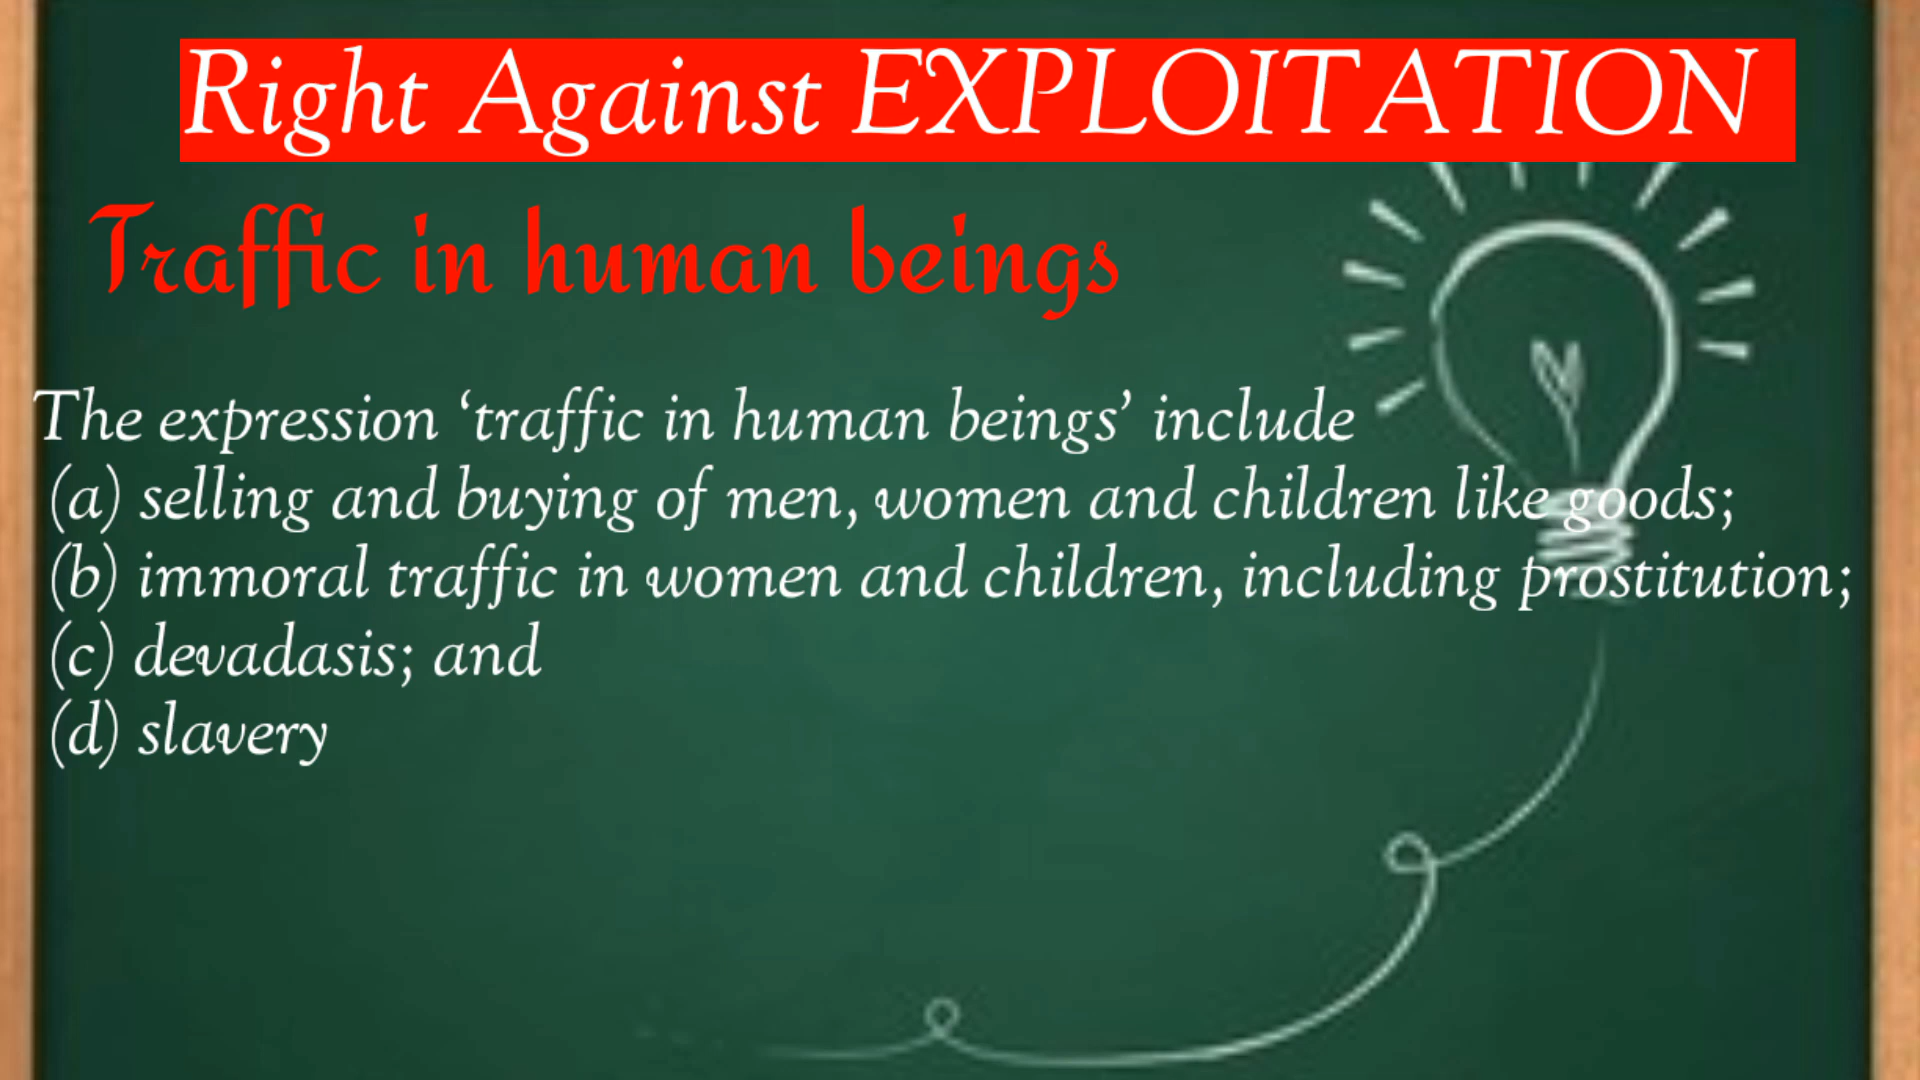 Right Against EXPLOITATION
Traffic in human beings
The expression ‘traffic in human beings’ include
(a) selling and buying of men, women and children like goods;
(b) immoral traffic in women and children, including prostitution;
(c) devadasis; and
(d) slavery